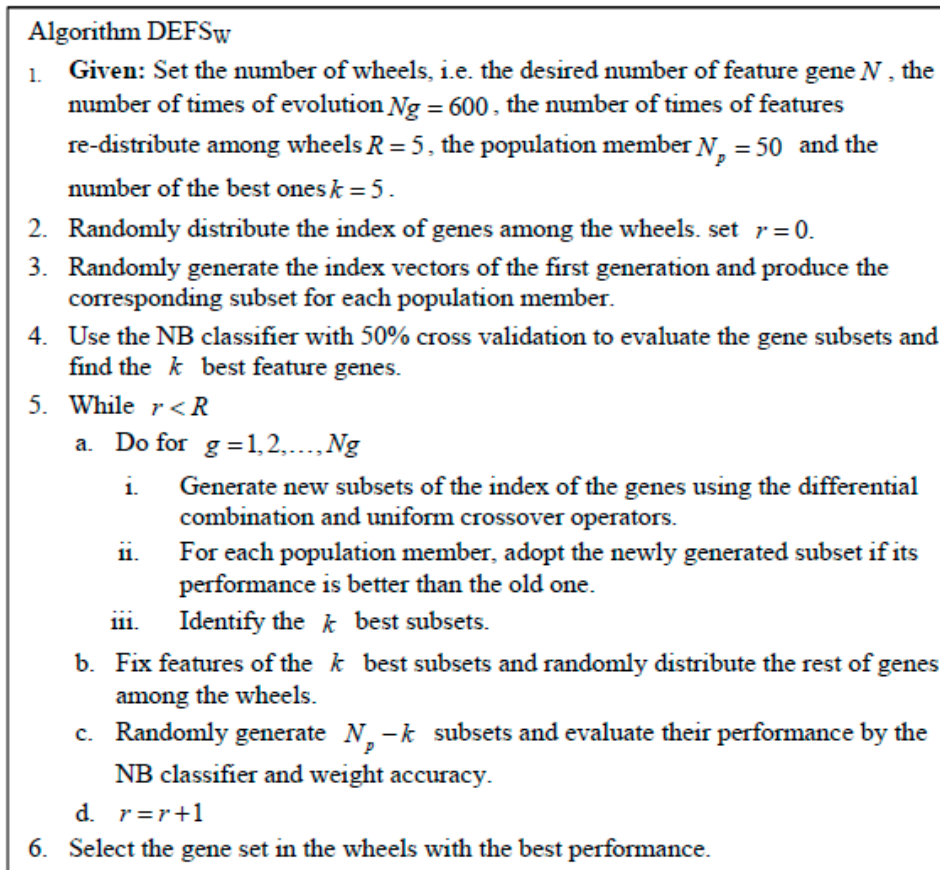 Algorithm DEFSW
1. Given: Set the number of wheels, i.e. the desired number of feature gene N , the
number of times of evolution Ng = 600 , the number of times of features
re-distribute among wheels R = 5 , the population member Np = 50 and the
number of the best ones k = 5 .
2. Randomly distribute the index of genes among the wheels. set r = 0.
3. Randomly generate the index vectors of the first generation and produce the
corresponding subset for each population member.
4. Use the NB classifier with 50% cross validation to evaluate the gene subsets and
find the k best feature genes.
5. While r < R
a. Do for g = 1, 2, ..., Ng
i. Generate new subsets of the index of the genes using the differential
combination and uniform crossover operators.
ii. For each population member, adopt the newly generated subset if its
performance is better than the old one.
iii. Identify the k best subsets.
b. Fix features of the k best subsets and randomly distribute the rest of genes
among the wheels.
c. Randomly generate Np − k subsets and evaluate their performance by the
NB classifier and weight accuracy.
d. r = r + 1
6. Select the gene set in the wheels with the best performance.